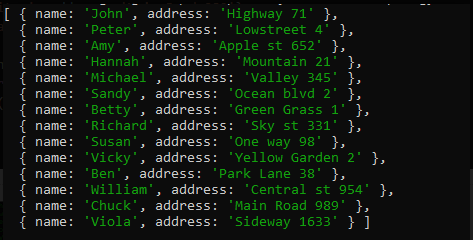 [ { name: 'John', address: 'Highway 71' },
{ name: 'Peter', address: 'Lowstreet 4' },
{ name: 'Amy', address: 'Apple st 652' },
{ name: 'Hannah', address: 'Mountain 21' },
{ name: 'Michael', address: 'Valley 345' },
{ name: 'Sandy', address: 'Ocean blvd 2' },
{ name: 'Betty', address: 'Green Grass 1' },
{ name: 'Richard', address: 'Sky st 331' },
{ name: 'Susan', address: 'One way 98' },
{ name: 'Vicky', address: 'Yellow Garden 2' },
{ name: 'Ben', address: 'Park Lane 38' },
{ name: 'William', address: 'Central st 954' },
{ name: 'Chuck', address: 'Main Road 989' },
{ name: 'Viola', address: 'Sideway 1633' } ]